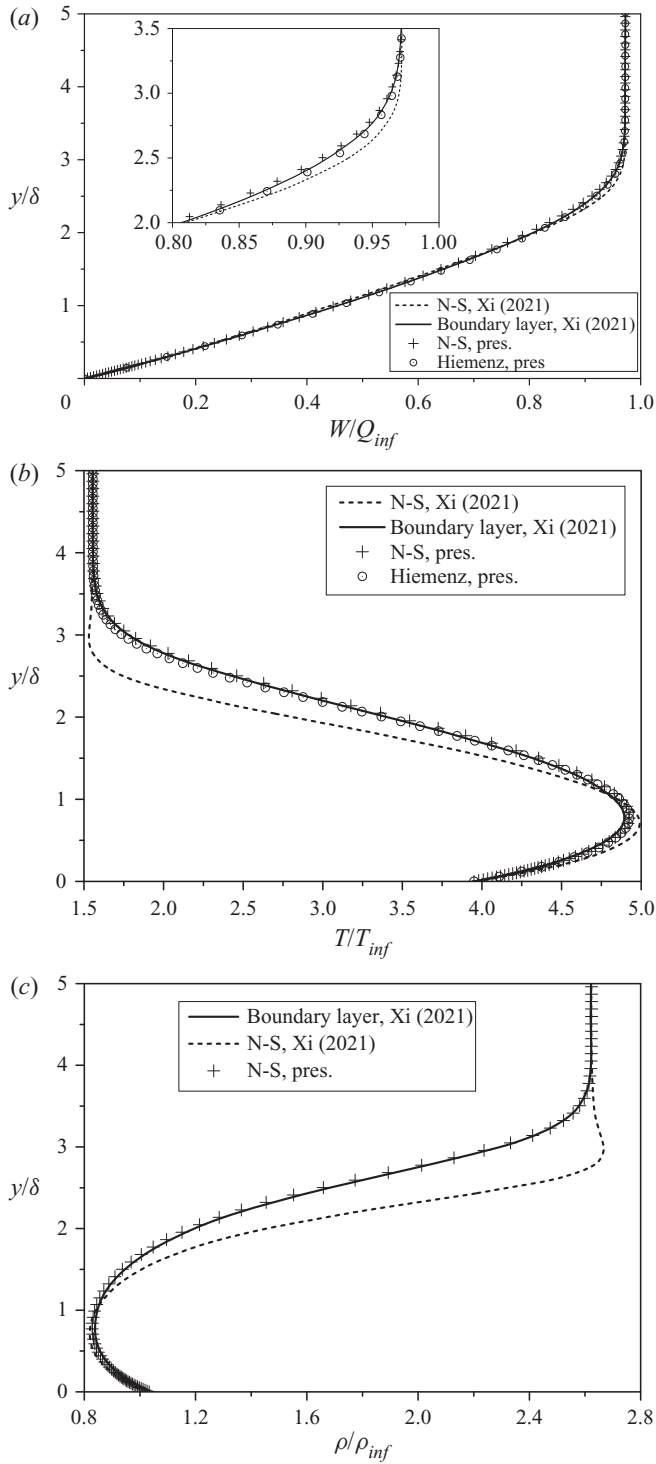 (a)
5
4
3
y/δ
2
1
0
3.5
3.0
2.5
2.0
0.80 0.85 0.90 0.95 1.00
N-S, Xi (2021)
Boundary layer, Xi (2021)
N-S, pres.
Hiemenz, pres
0 0.2 0.4 0.6 0.8 1.0
W/Q_inf
(b)
5
4
3
y/δ
2
1
0
N-S, Xi (2021)
Boundary layer, Xi (2021)
N-S, pres.
Hiemenz, pres.
1.5 2.0 2.5 3.0 3.5 4.0 4.5 5.0
T/T_inf
(c)
5
4
3
y/δ
2
1
0
Boundary layer, Xi (2021)
N-S, Xi (2021)
N-S, pres.
0.8 1.2 1.6 2.0 2.4 2.8
ρ/ρ_inf